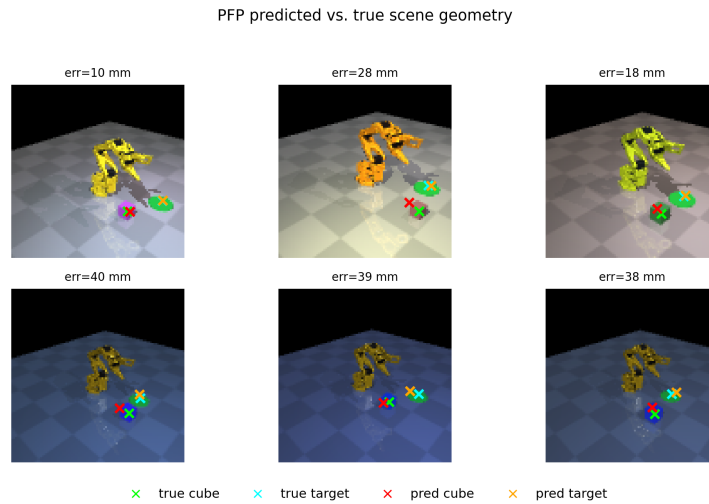 PFP predicted vs. true scene geometry
err=10 mm
err=28 mm
err=18 mm
err=40 mm
err=39 mm
err=38 mm
true cube
true target
pred cube
pred target